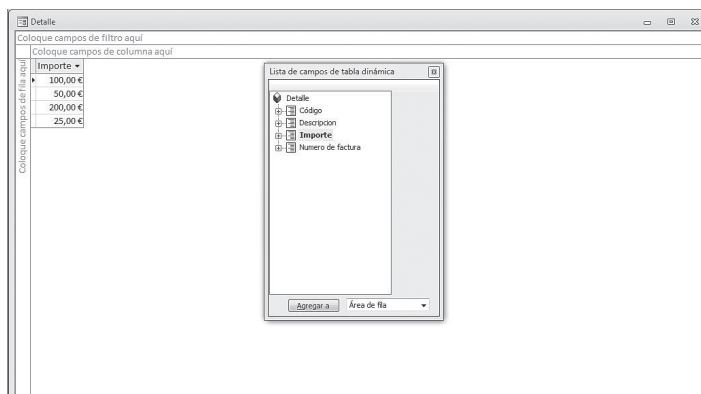 Detalle
Coloque campos de filtro aquí
Coloque campos de columna aquí
Coloque campos de fila aquí
Importe
100,00 €
50,00 €
200,00 €
25,00 €
Lista de campos de tabla dinámica
Detalle
Código
Descripcion
Importe
Numero de factura
Agregar a
Área de fila